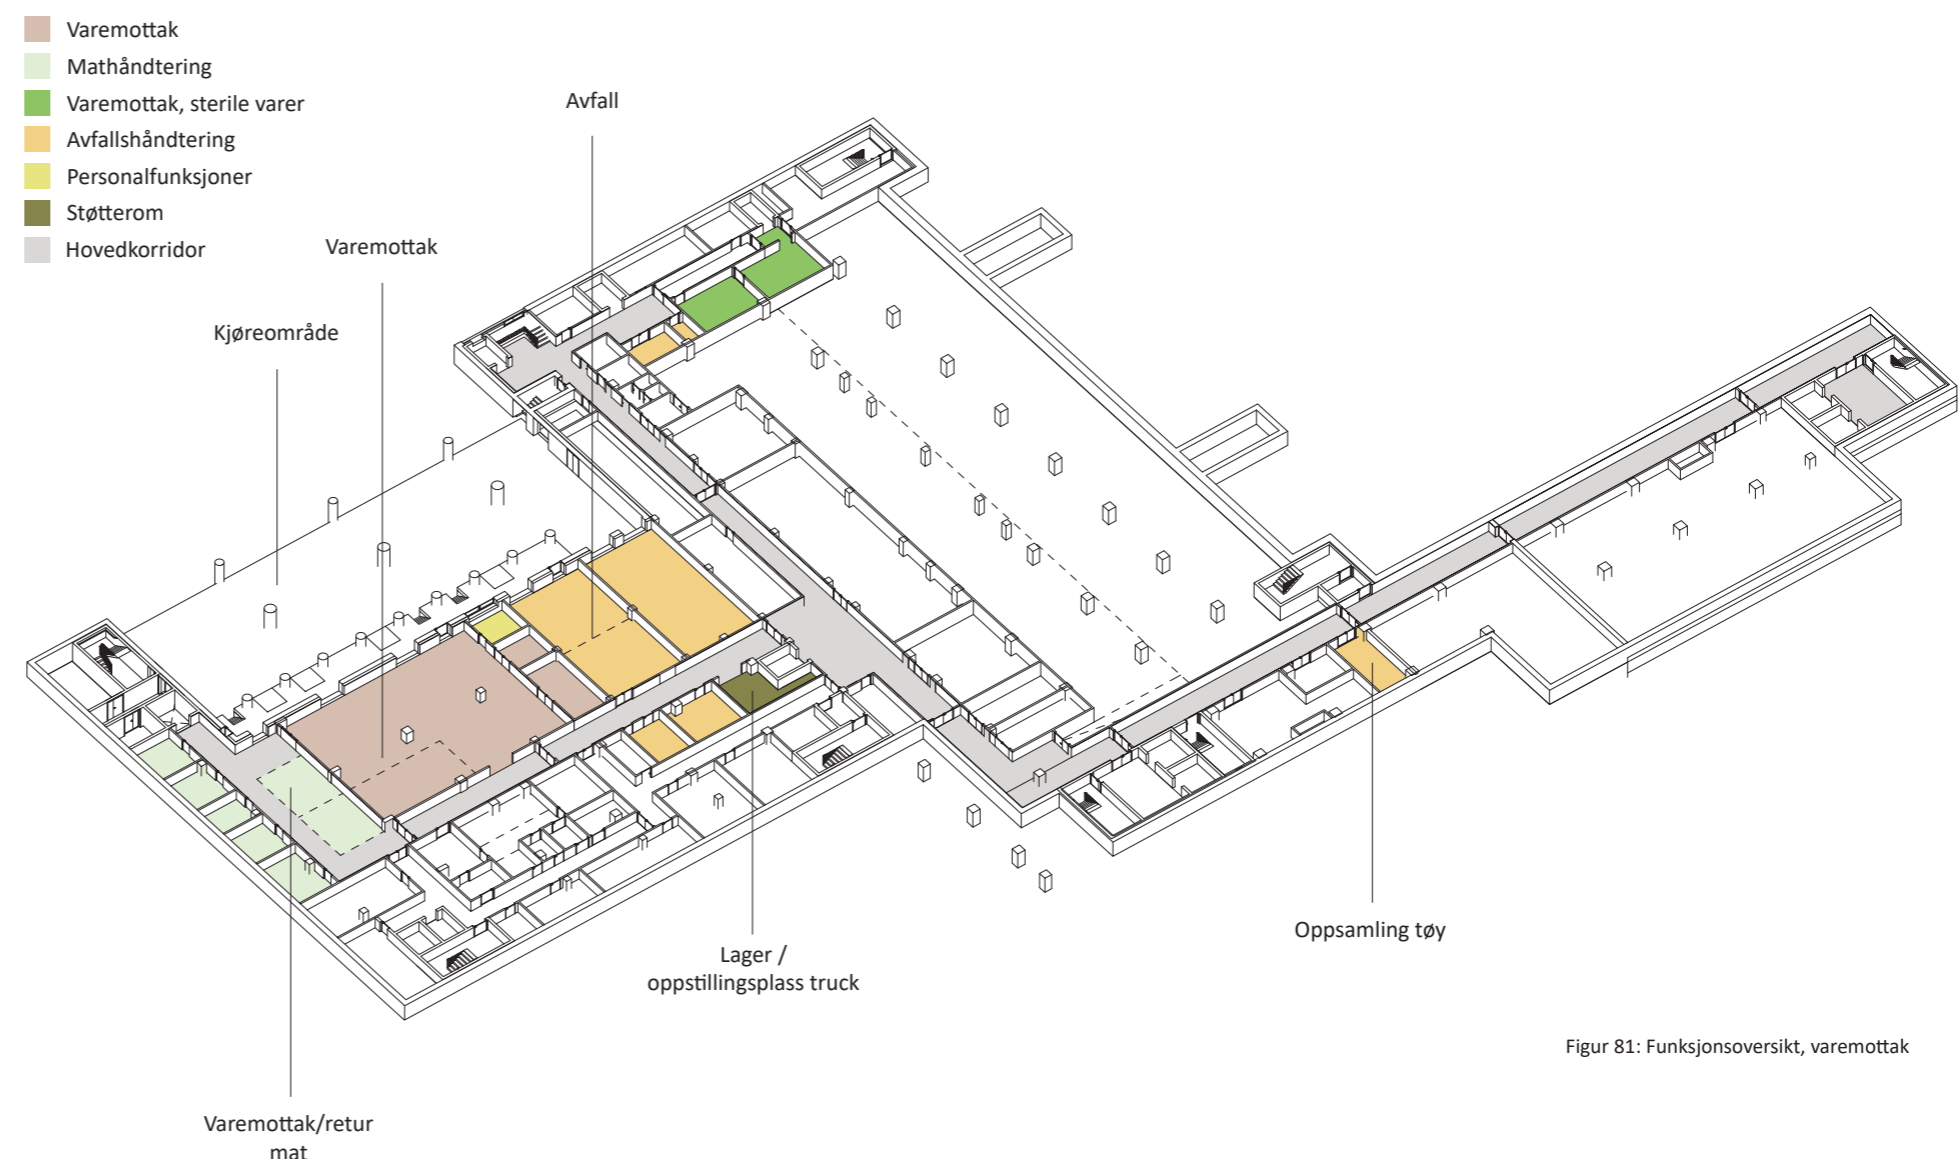 Varemottak
Mathåndtering
Varemottak, sterile varer
Avfallshåndtering
Personalfunksjoner
Støtterom
Hovedkorridor
Avfall
Varemottak
Kjøreområde
Oppsamling tøy
Lager /
oppstillingsplass truck
Figur 81: Funksjonsoversikt, varemottak
Varemottak/retur
mat